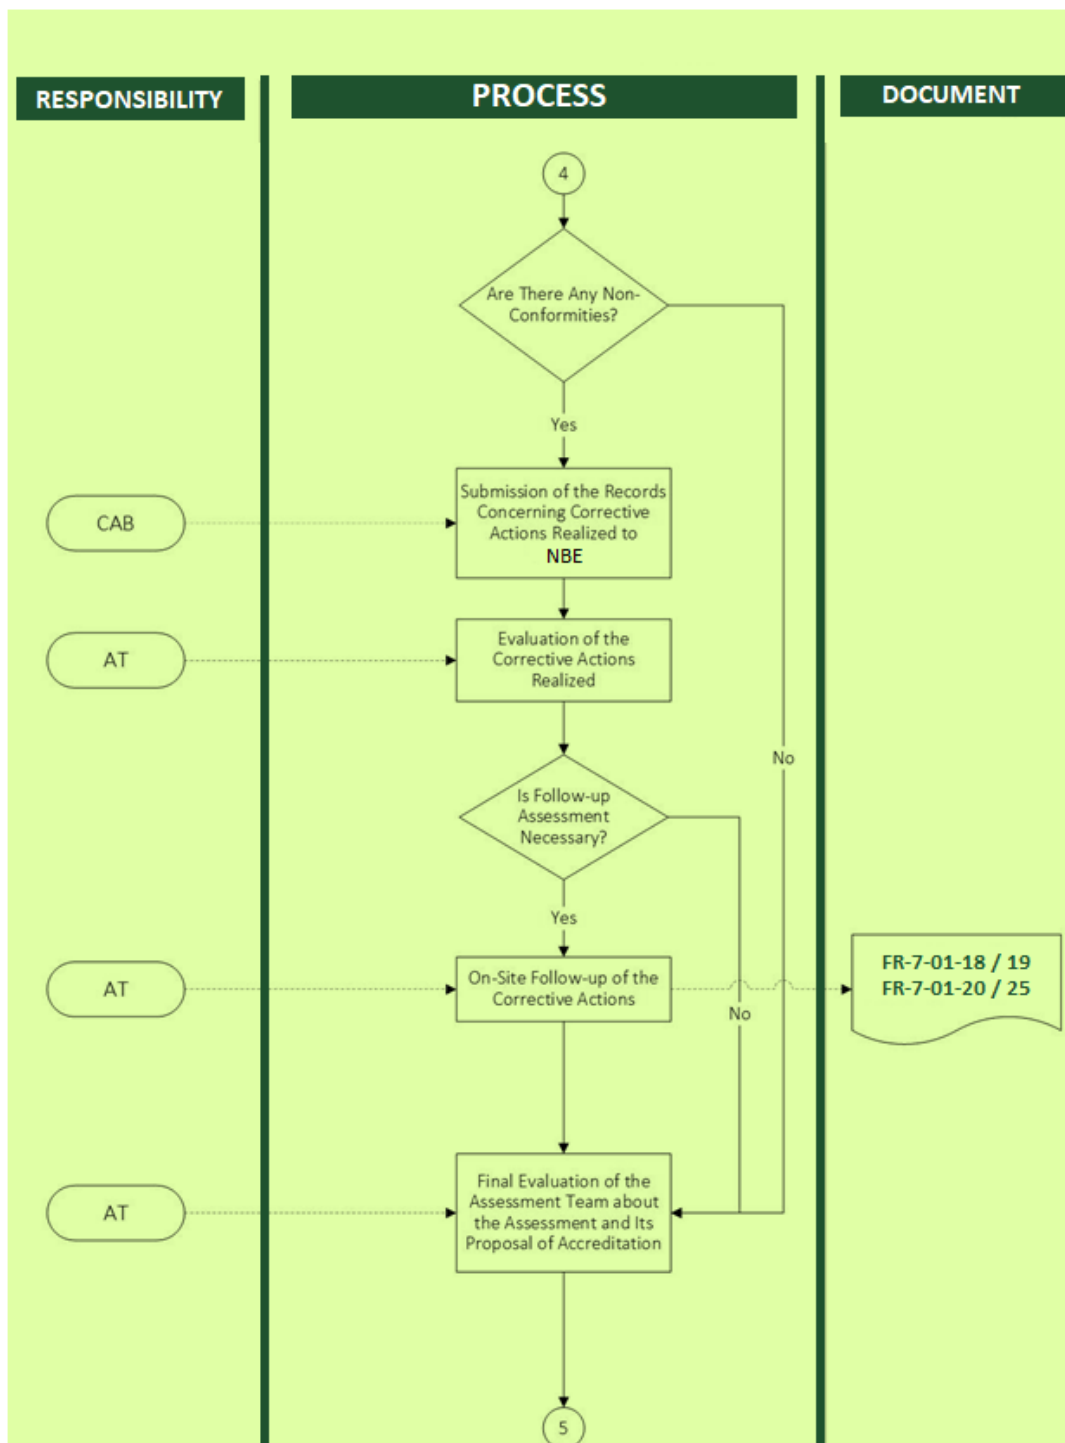 RESPONSIBILITY
PROCESS
DOCUMENT
4
Are There Any Non-
Conformities?
Yes
Submission of the Records
Concerning Corrective
Actions Realized to
NBE
CAB
Evaluation of the
Corrective Actions
Realized
AT
No
Is Follow-up
Assessment
Necessary?
Yes
On-Site Follow-up of the
Corrective Actions
AT
FR-7-01-18 / 19
FR-7-01-20 / 25
No
Final Evaluation of the
Assessment Team about
the Assessment and Its
Proposal of Accreditation
AT
5